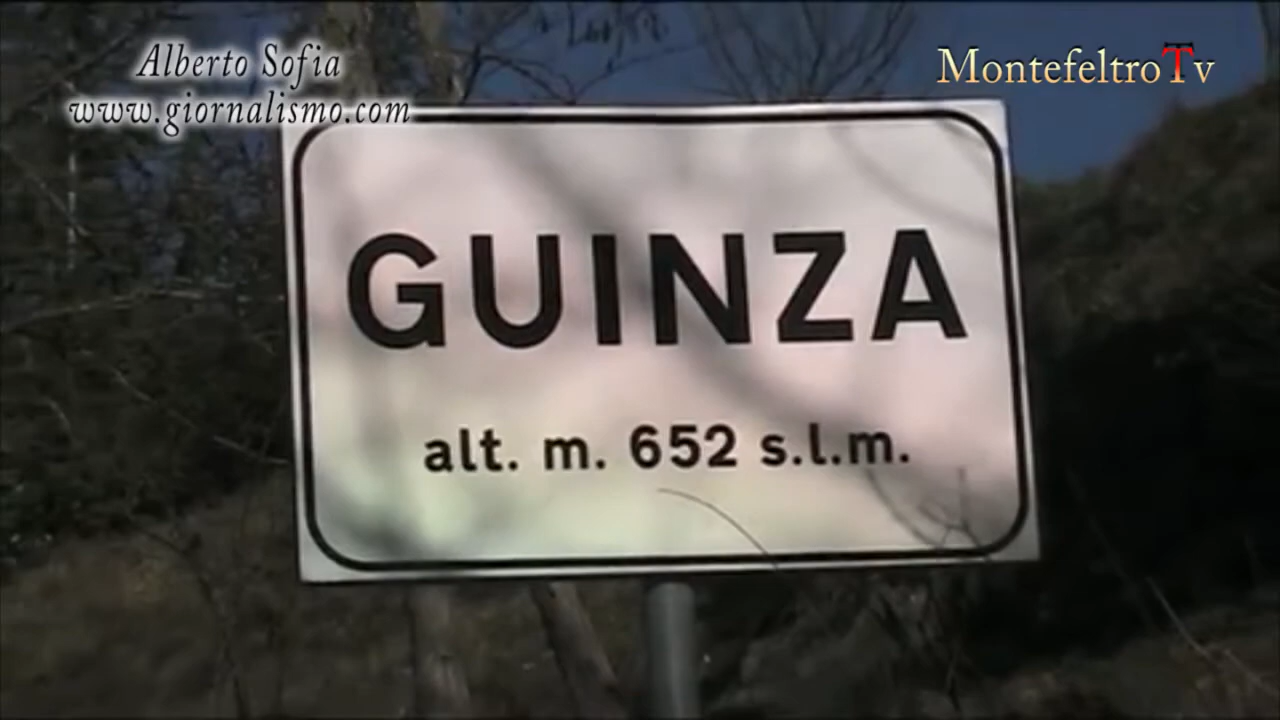 Alberto Sofia
www.giornalismo.com
MontefeltroTv
GUINZA
alt. m. 652 s.l.m.